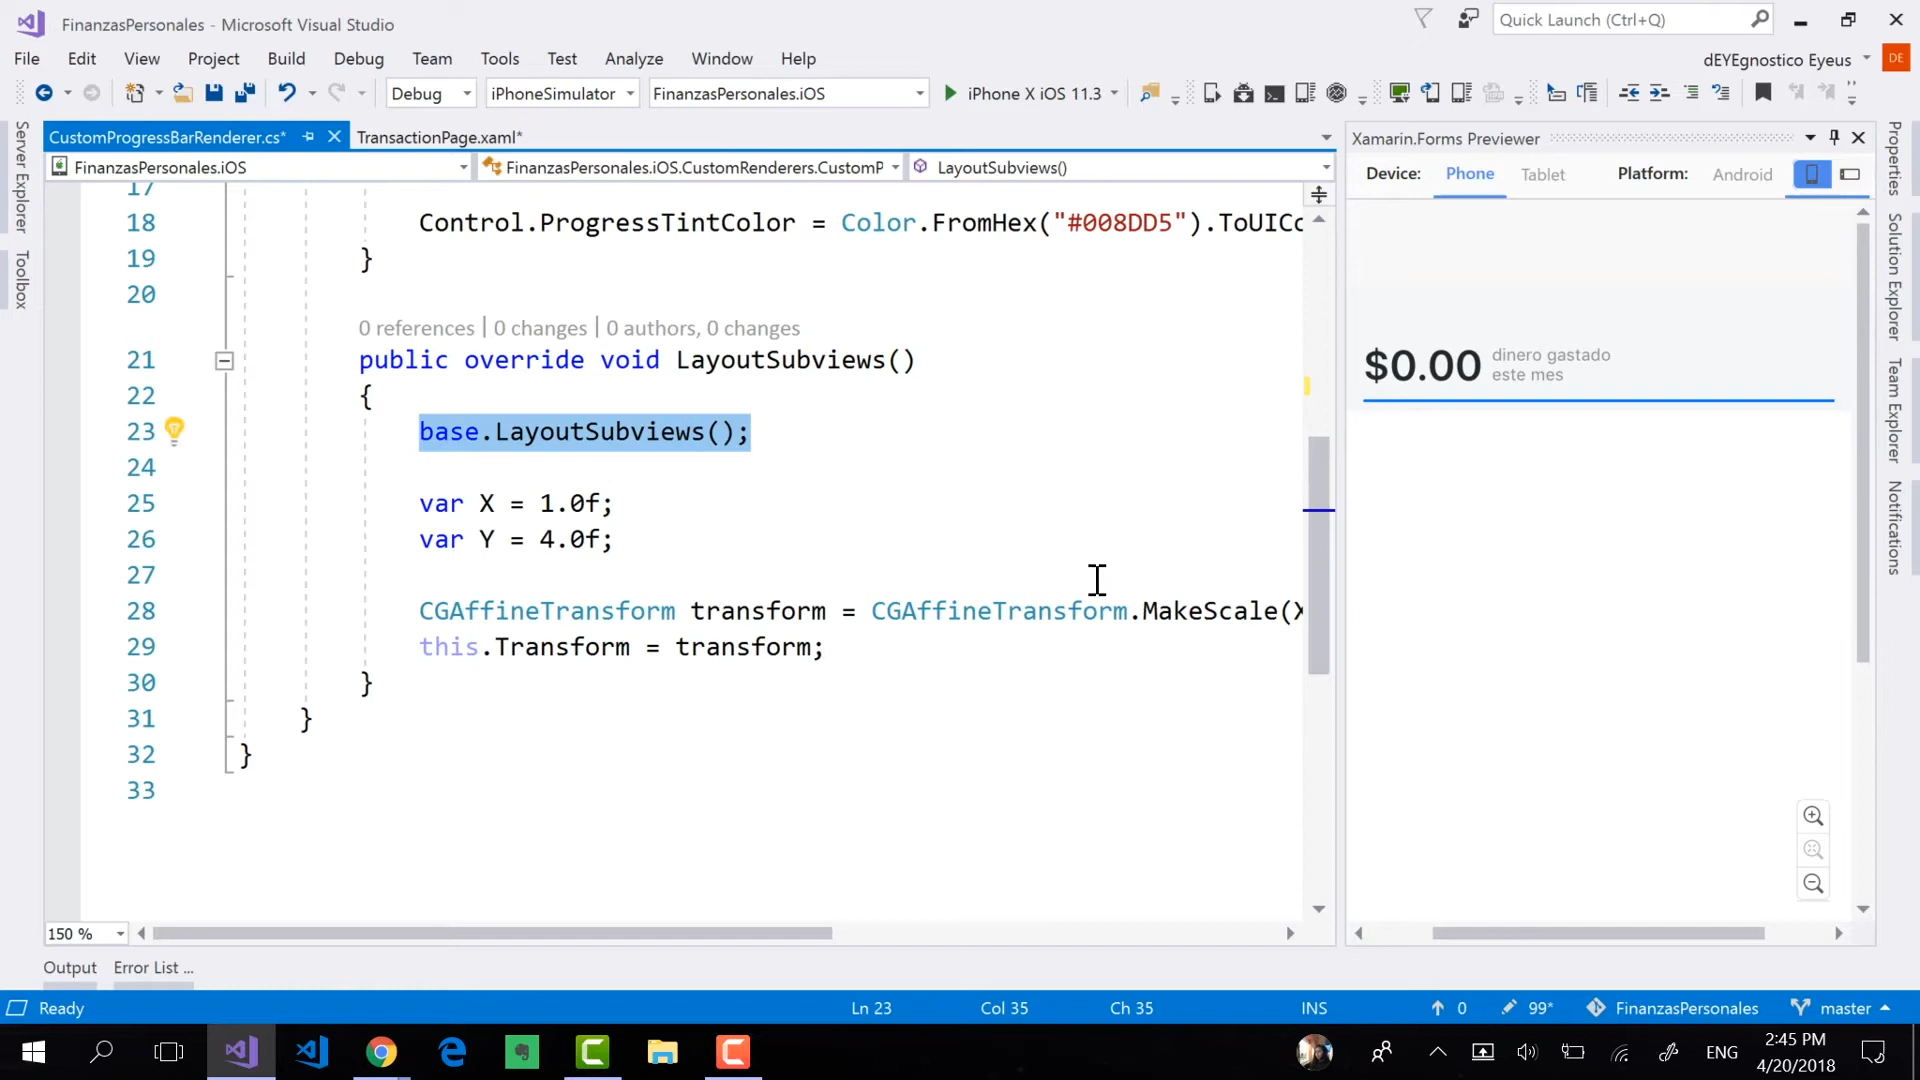 FinanzasPersonales - Microsoft Visual Studio
Quick Launch (Ctrl+Q)
File Edit View Project Build Debug Team Tools Test Analyze Window Help
dEYEgnostico Eyeus DE
Debug iPhoneSimulator FinanzasPersonales.iOS iPhone X iOS 11.3
CustomProgressBarRenderer.cs* TransactionPage.xaml*
FinanzasPersonales.iOS FinanzasPersonales.iOS.CustomRenderers.CustomP LayoutSubviews()
Server Explorer
Toolbox
17
18 Control.ProgressTintColor = Color.FromHex("#008DD5").ToUICo
19 }
20
0 references | 0 changes | 0 authors, 0 changes
21 public override void LayoutSubviews()
22 {
23 base.LayoutSubviews();
24
25 var X = 1.0f;
26 var Y = 4.0f;
27
28 CGAffineTransform transform = CGAffineTransform.MakeScale(X
29 this.Transform = transform;
30 }
31 }
32 }
33
150 %
Xamarin.Forms Previewer
Device: Phone Tablet Platform: Android
$0.00 dinero gastado
este mes
Properties
Solution Explorer
Team Explorer
Notifications
Output Error List ...
Ready Ln 23 Col 35 Ch 35 INS 0 99* FinanzasPersonales master
ENG
2:45 PM
4/20/2018